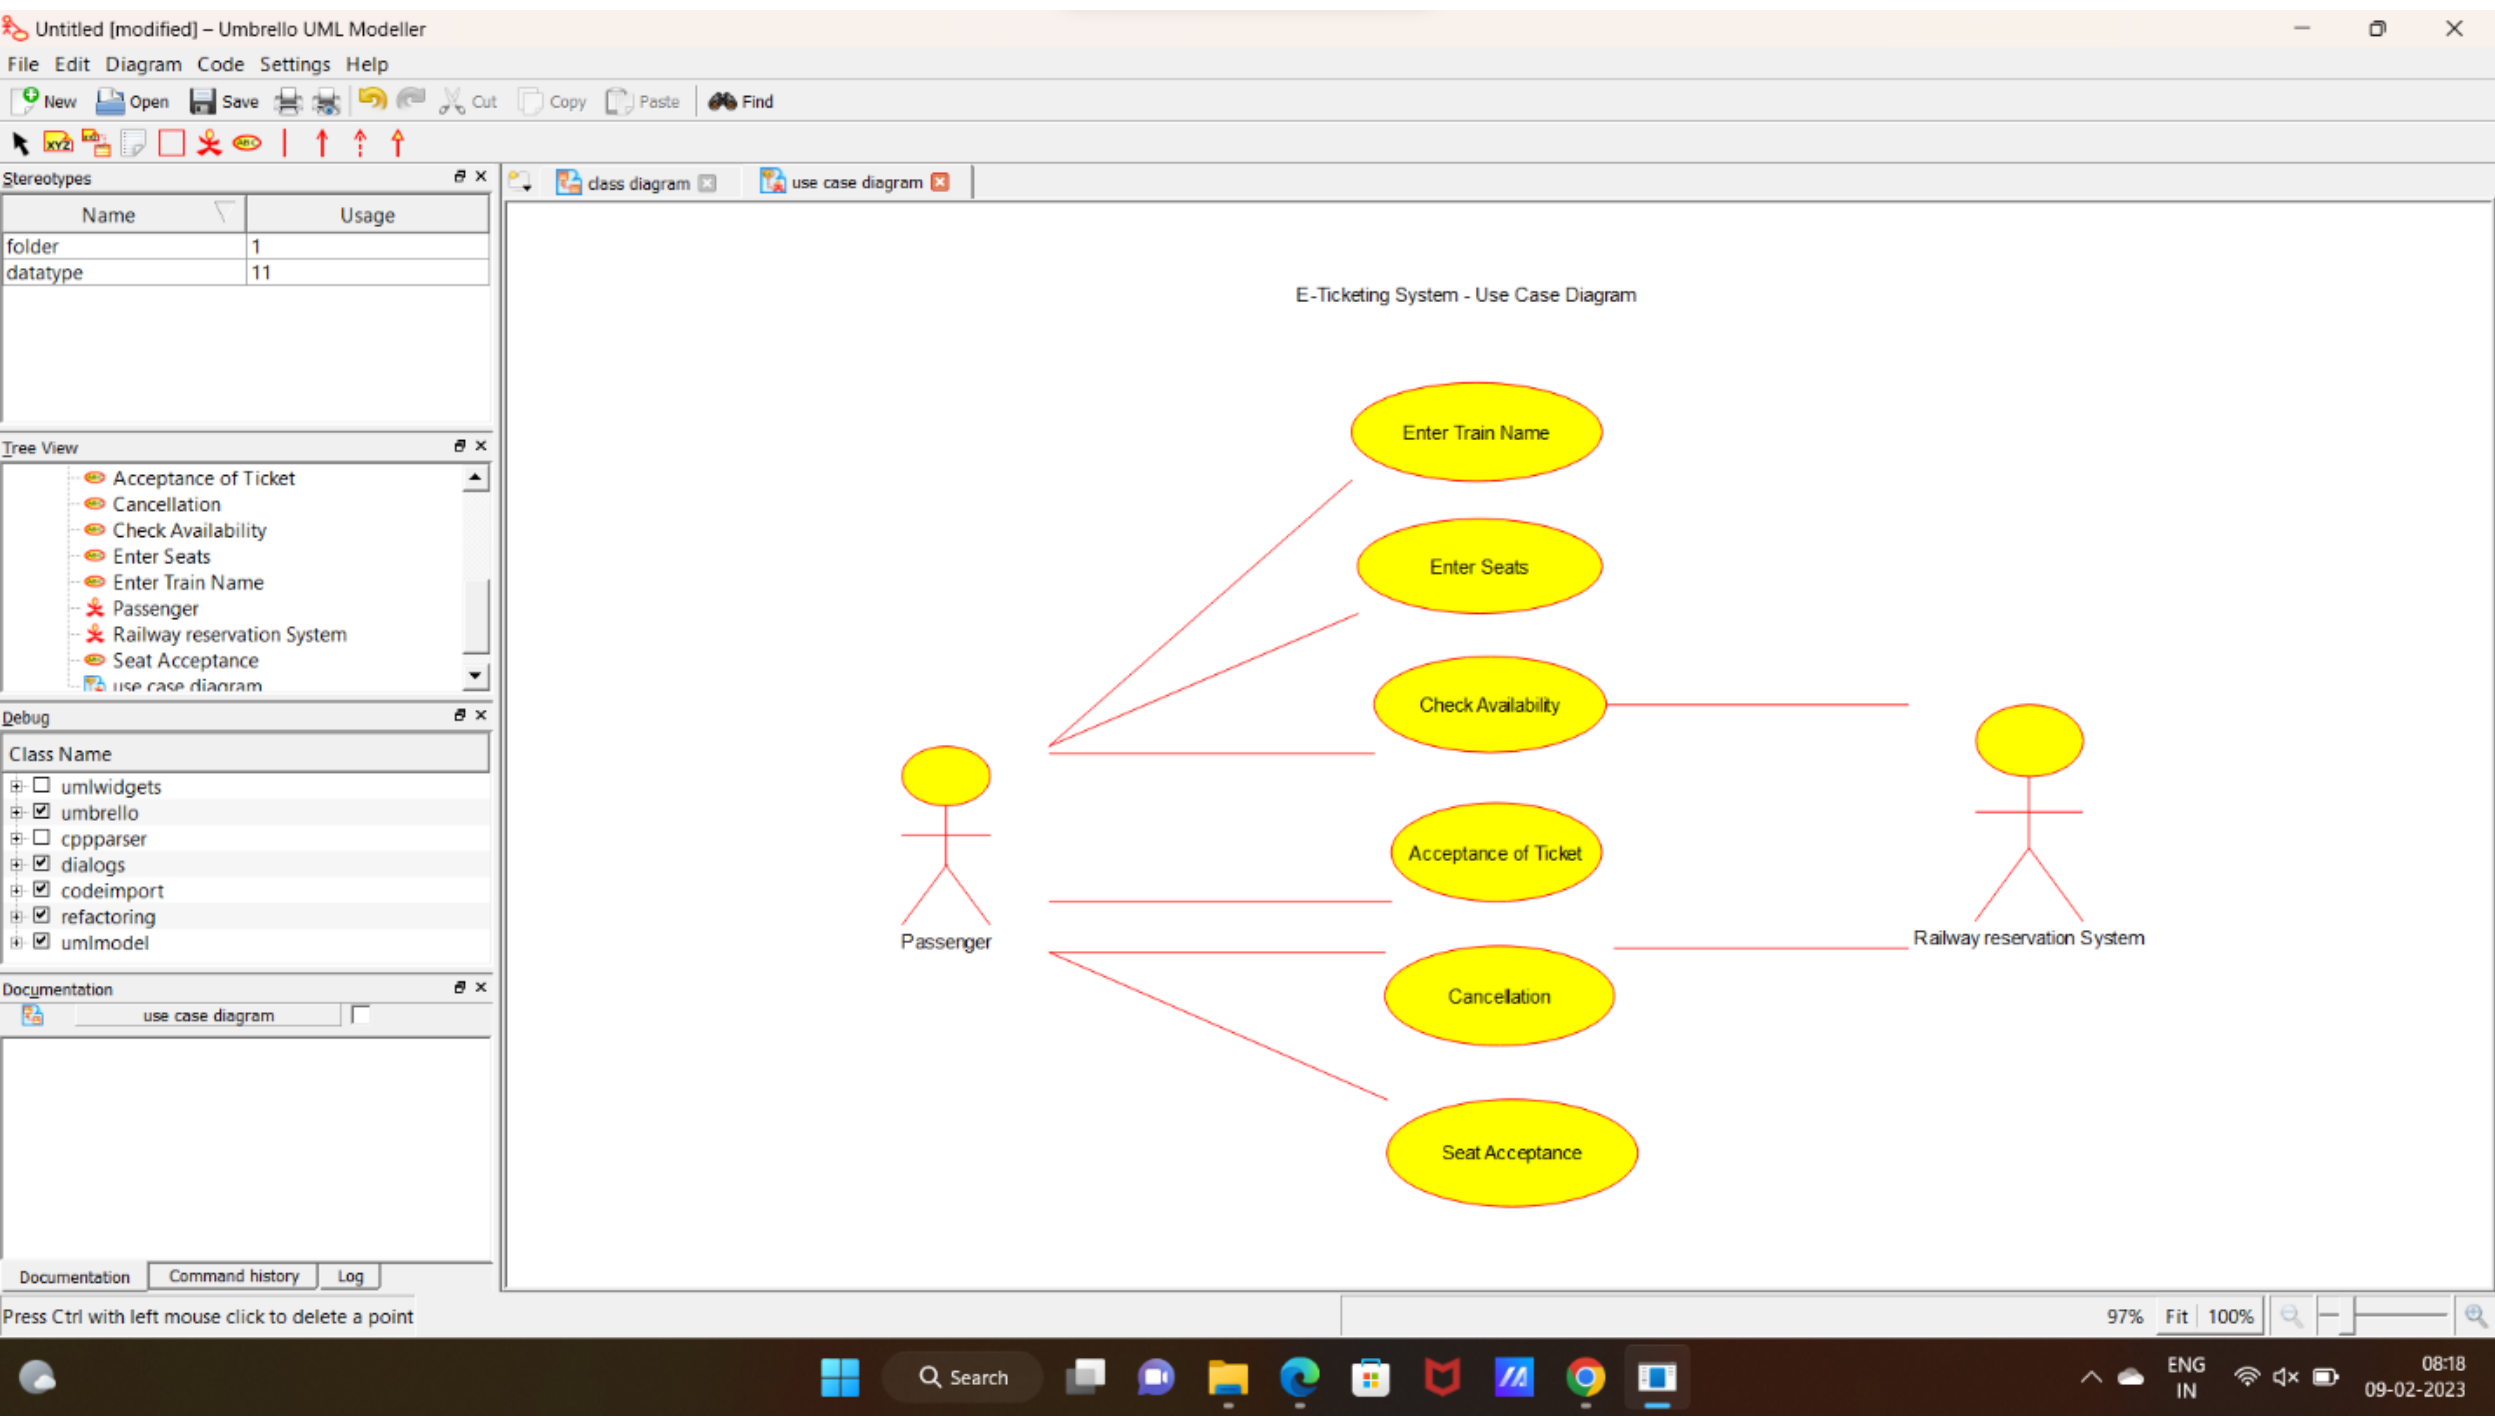 Untitled [modified] – Umbrello UML Modeller
File Edit Diagram Code Settings Help
New Open Save Cut Copy Paste Find
XYZ ABC
Stereotypes
class diagram use case diagram
Name Usage
folder 1
datatype 11
E-Ticketing System - Use Case Diagram
Enter Train Name
Tree View
Acceptance of Ticket
Cancellation
Check Availability
Enter Seats
Enter Train Name
Passenger
Railway reservation System
Seat Acceptance
use case diagram
Enter Seats
Check Availability
Debug
Class Name
umlwidgets
umbrello
cppparser
dialogs
codeimport
refactoring
umlmodel
Acceptance of Ticket
Passenger
Railway reservation System
Cancellation
Documentation
use case diagram
Seat Acceptance
Documentation Command history Log
Press Ctrl with left mouse click to delete a point
97% Fit 100%
Search
ENG
IN
08:18
09-02-2023